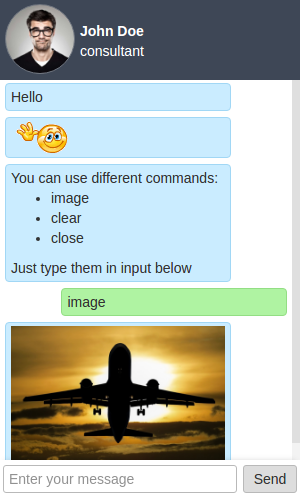 John Doe
consultant
Hello
You can use different commands:
image
clear
close
Just type them in input below
image
Enter your message
Send